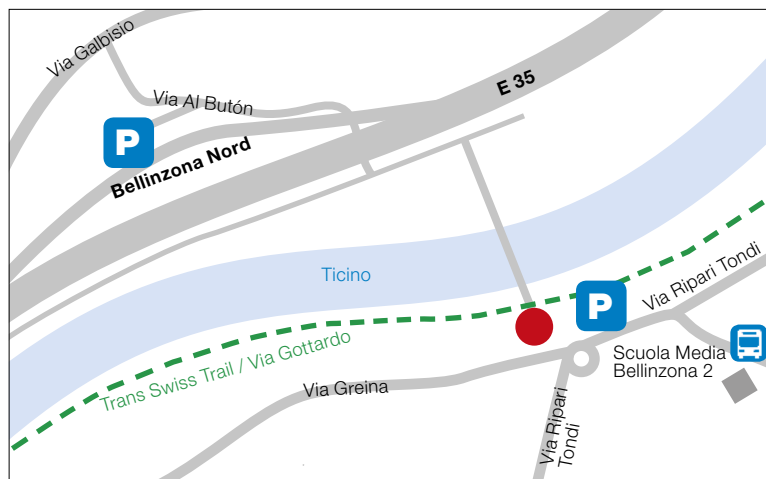 Via Galbisio
E 35
Via Al Butón
P
Bellinzona Nord
Ticino
Via Ripari Tondi
P
Trans Swiss Trail / Via Gottardo
Scuola Media
Bellinzona 2
Via Greina
Via Ripari
Tondi